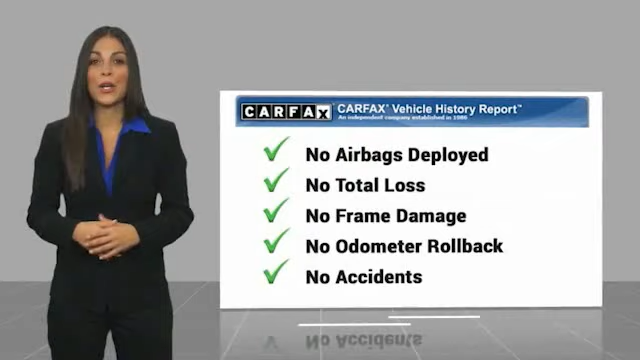 CARFAX CARFAX® Vehicle History Report™
An independent company established in 1986
No Airbags Deployed
No Total Loss
No Frame Damage
No Odometer Rollback
No Accidents